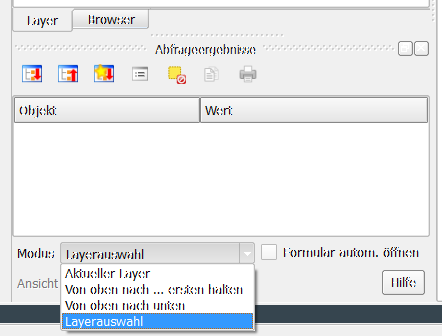 Layer Browser
Abfrageergebnisse
Objekt Wert
Modus Layerauswahl Formular autom. öffnen
Aktueller Layer
Ansicht Von oben nach ... ersten halten Hilfe
Von oben nach unten
Layerauswahl